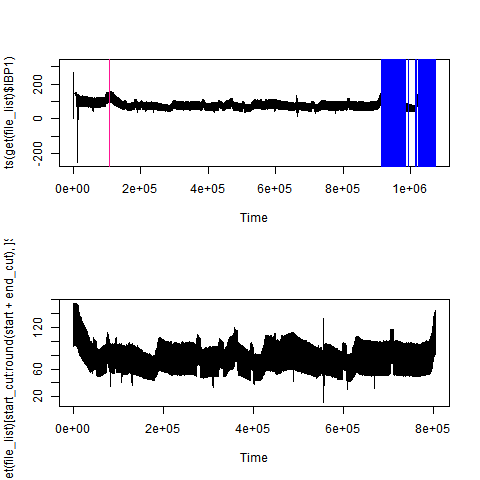 ts(get(file_list)$IBP1)
200
0
-200
0e+00 2e+05 4e+05 6e+05 8e+05 1e+06
Time
et(file_list)[start_cut:round(start + end_cut), ]$
120
60
20
0e+00 2e+05 4e+05 6e+05 8e+05
Time